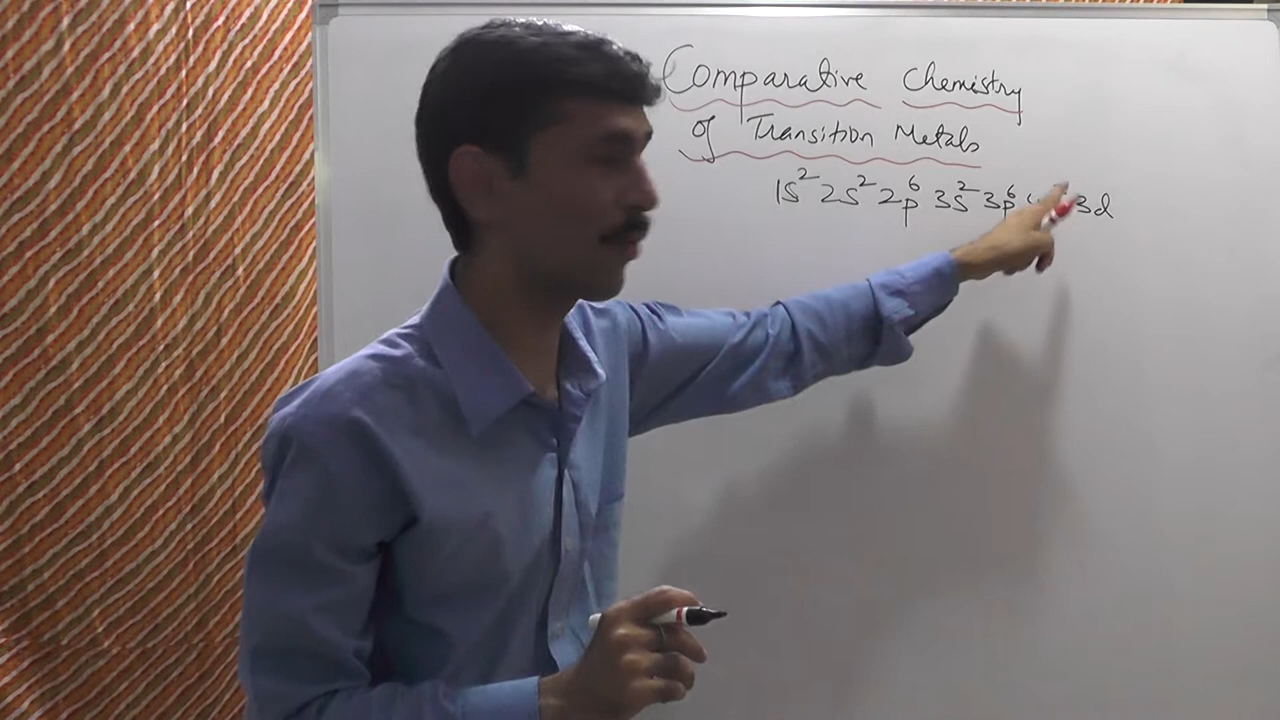 Comparative Chemistry
of Transition Metals
1s² 2s² 2p⁶ 3s² 3p⁶ 3d